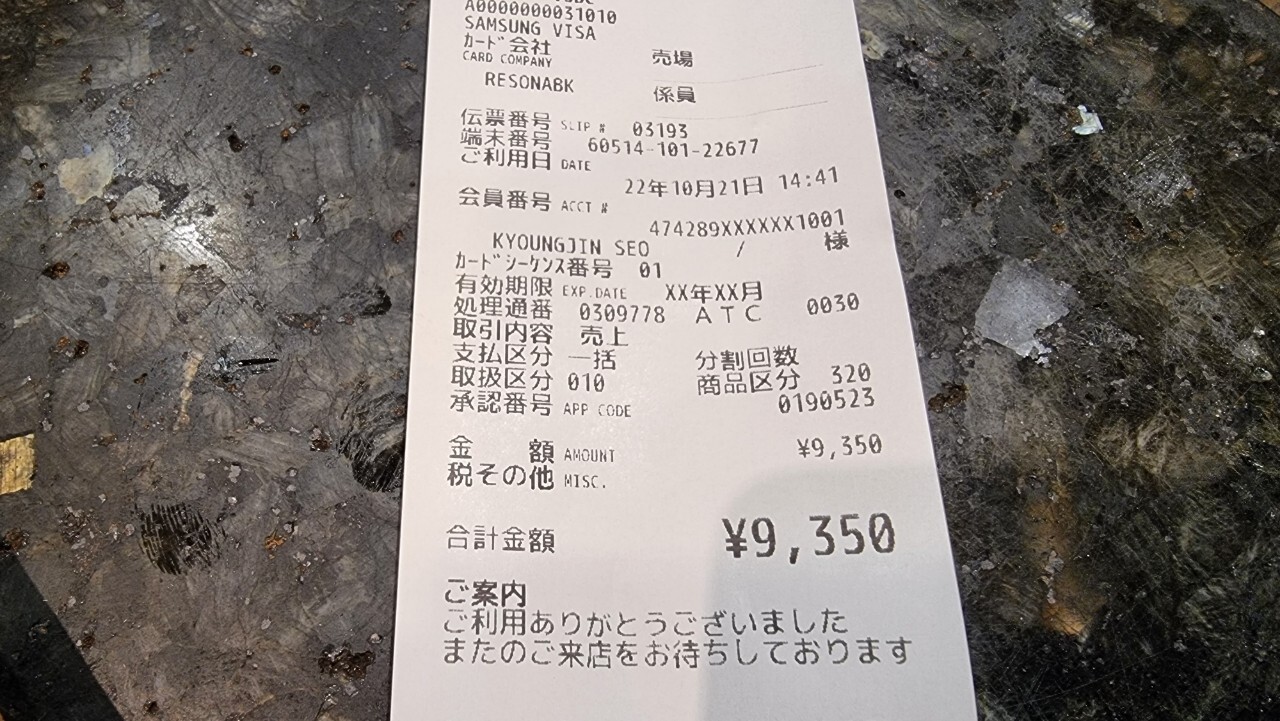 A0000000031010
SAMSUNG VISA
ｶｰﾄﾞ会社 売場
CARD COMPANY
RESONABK 係員
伝票番号 SLIP # 03193
端末番号 60514-101-22677
ご利用日 DATE
22年10月21日 14:41
会員番号 ACCT #
474289XXXXXX1001
KYOUNGJIN SEO / 様
ｶｰﾄﾞｼｰｹﾝｽ番号 01
有効期限 EXP.DATE XX年XX月
処理通番 0309778 ATC 0030
取引内容 売上
支払区分 一括 分割回数
取扱区分 010 商品区分 320
承認番号 APP CODE 0190523
金 額 AMOUNT ¥9,350
税その他 MISC.
合計金額 ¥9,350
ご案内
ご利用ありがとうございました
またのご来店をお待ちしております